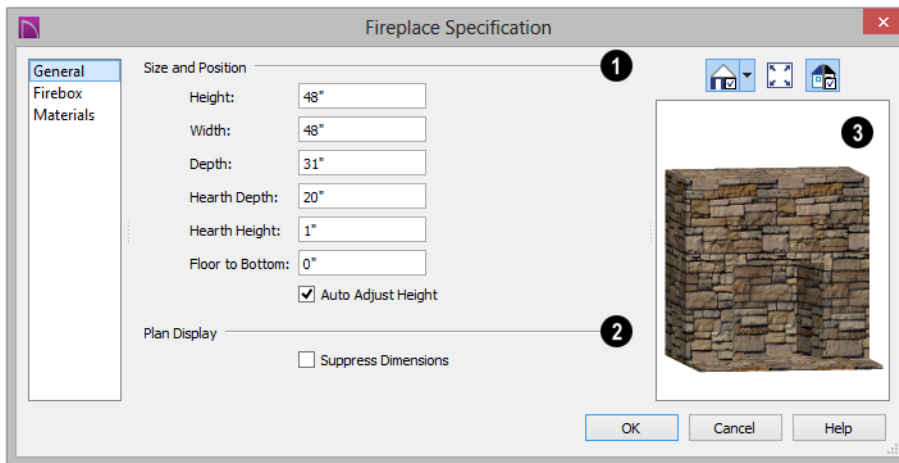 Fireplace Specification
General
Firebox
Materials
Size and Position
1
Height: 48"
Width: 48"
Depth: 31"
Hearth Depth: 20"
Hearth Height: 1"
Floor to Bottom: 0"
Auto Adjust Height
Plan Display
2
Suppress Dimensions
3
OK Cancel Help